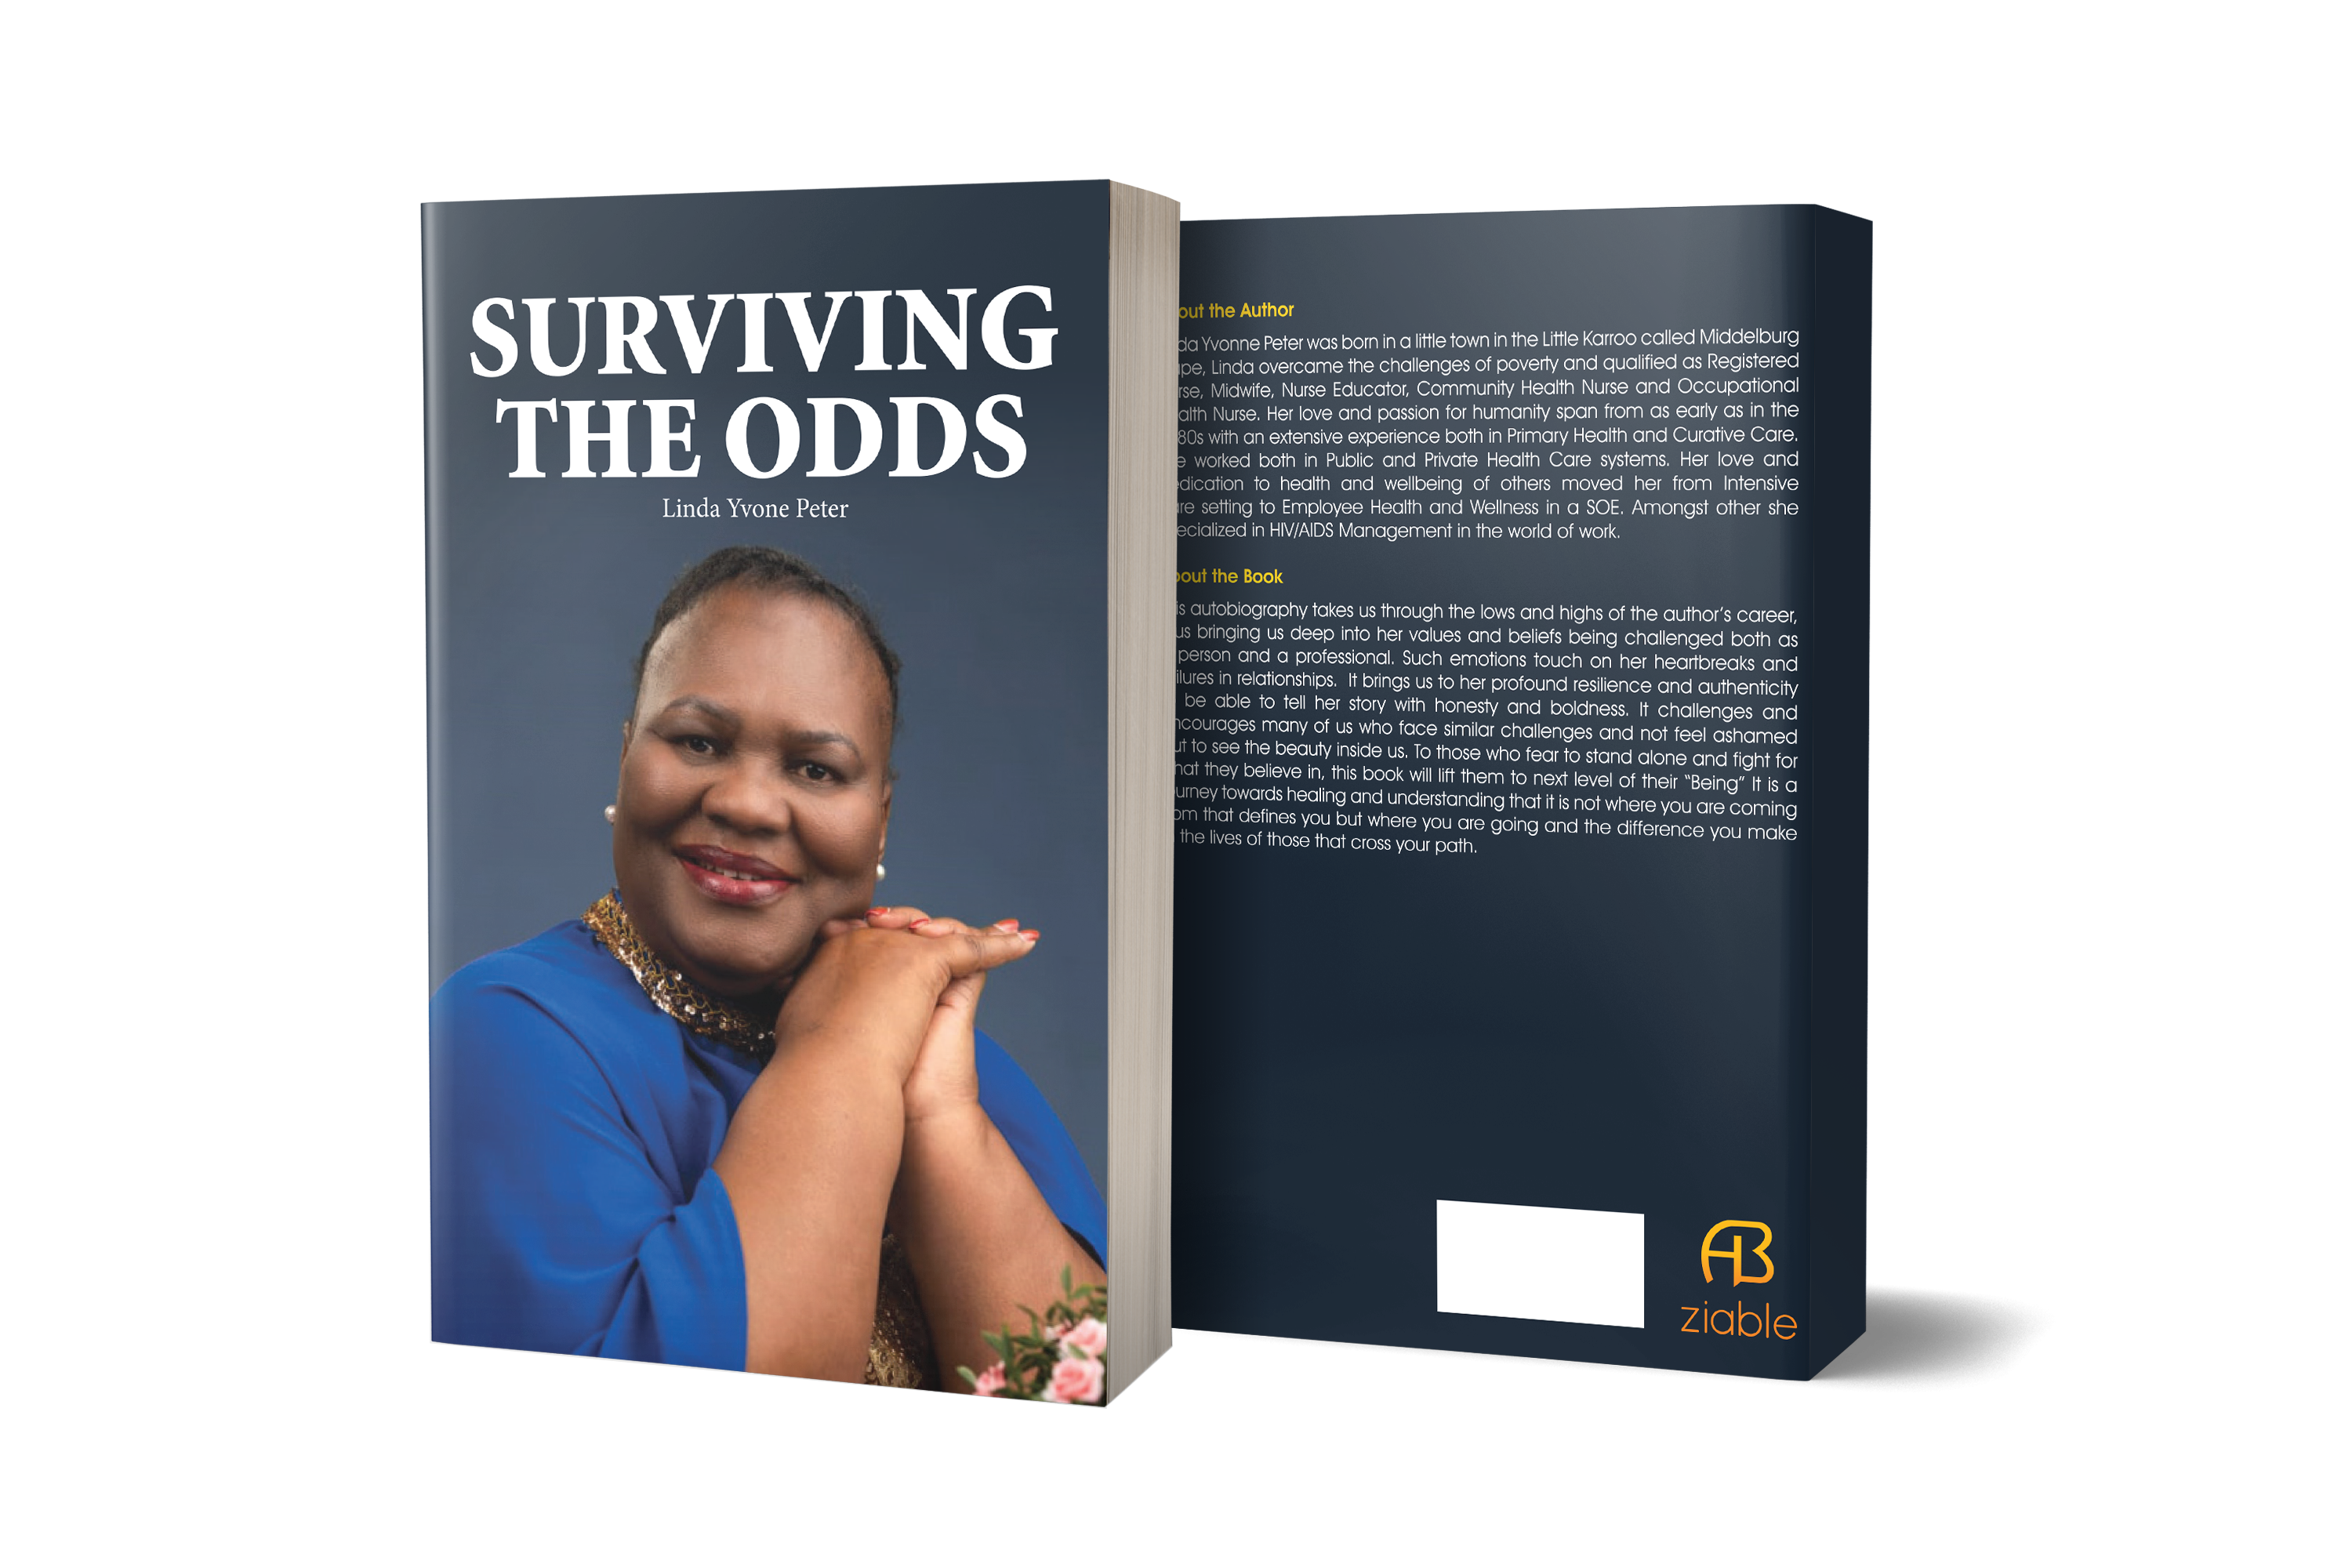 SURVIVING
THE ODDS
Linda Yvone Peter
out the Author
da Yvonne Peter was born in a little town in the Little Karroo called Middelburg
pe, Linda overcame the challenges of poverty and qualified as Registered
rse, Midwife, Nurse Educator, Community Health Nurse and Occupational
alth Nurse. Her love and passion for humanity span from as early as in the
80s with an extensive experience both in Primary Health and Curative Care.
e worked both in Public and Private Health Care systems. Her love and
dication to health and wellbeing of others moved her from Intensive
re setting to Employee Health and Wellness in a SOE. Amongst other she
ecialized in HIV/AIDS Management in the world of work.
bout the Book
is autobiography takes us through the lows and highs of the author's career,
us bringing us deep into her values and beliefs being challenged both as
person and a professional. Such emotions touch on her heartbreaks and
ilures in relationships. It brings us to her profound resilience and authenticity
be able to tell her story with honesty and boldness. It challenges and
ncourages many of us who face similar challenges and not feel ashamed
ut to see the beauty inside us. To those who fear to stand alone and fight for
hat they believe in, this book will lift them to next level of their “Being” It is a
urney towards healing and understanding that it is not where you are coming
om that defines you but where you are going and the difference you make
the lives of those that cross your path.
AB
ziable